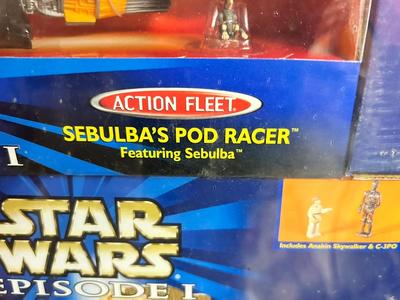 ACTION FLEET.
SEBULBA'S POD RACER™
Featuring Sebulba™
I
STAR
WARS
EPISODE I
Includes Anakin Skywalker & C-3PO